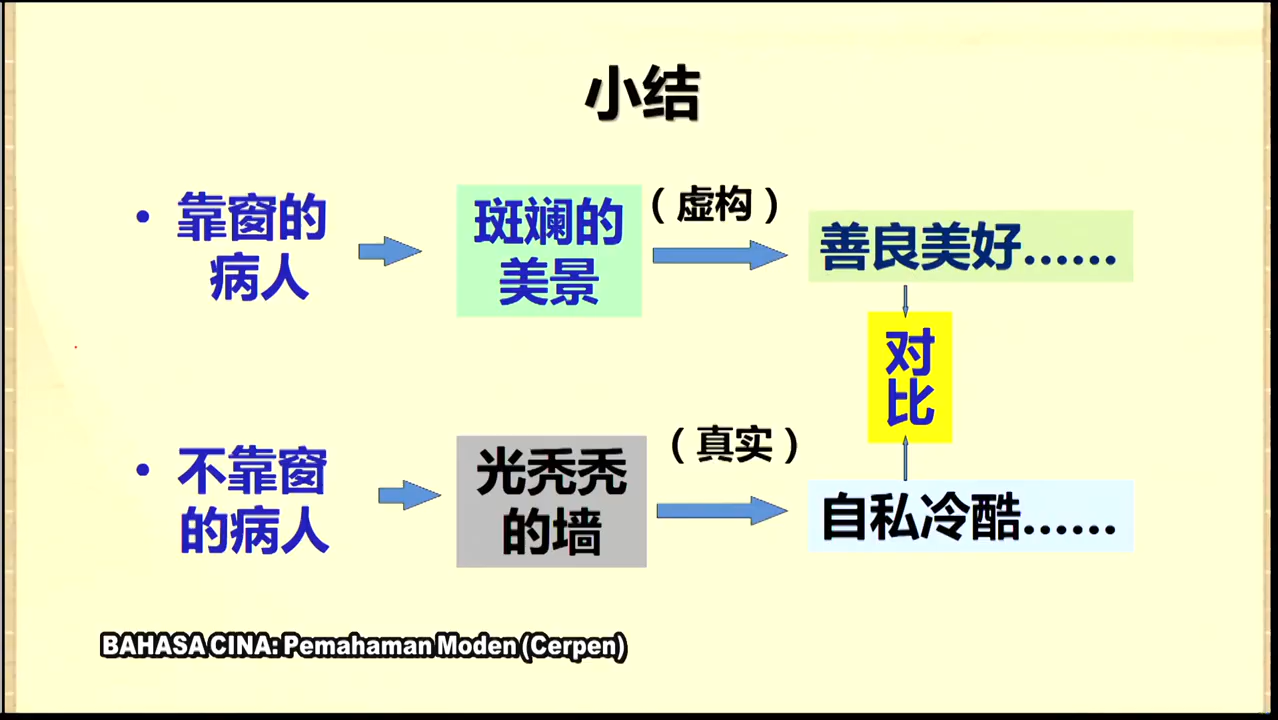 小结
• 靠窗的
病人
斑斓的
美景
（虚构）
善良美好……
对
比
• 不靠窗
的病人
光秃秃
的墙
（真实）
自私冷酷……
BAHASA CINA: Pemahaman Moden (Cerpen)